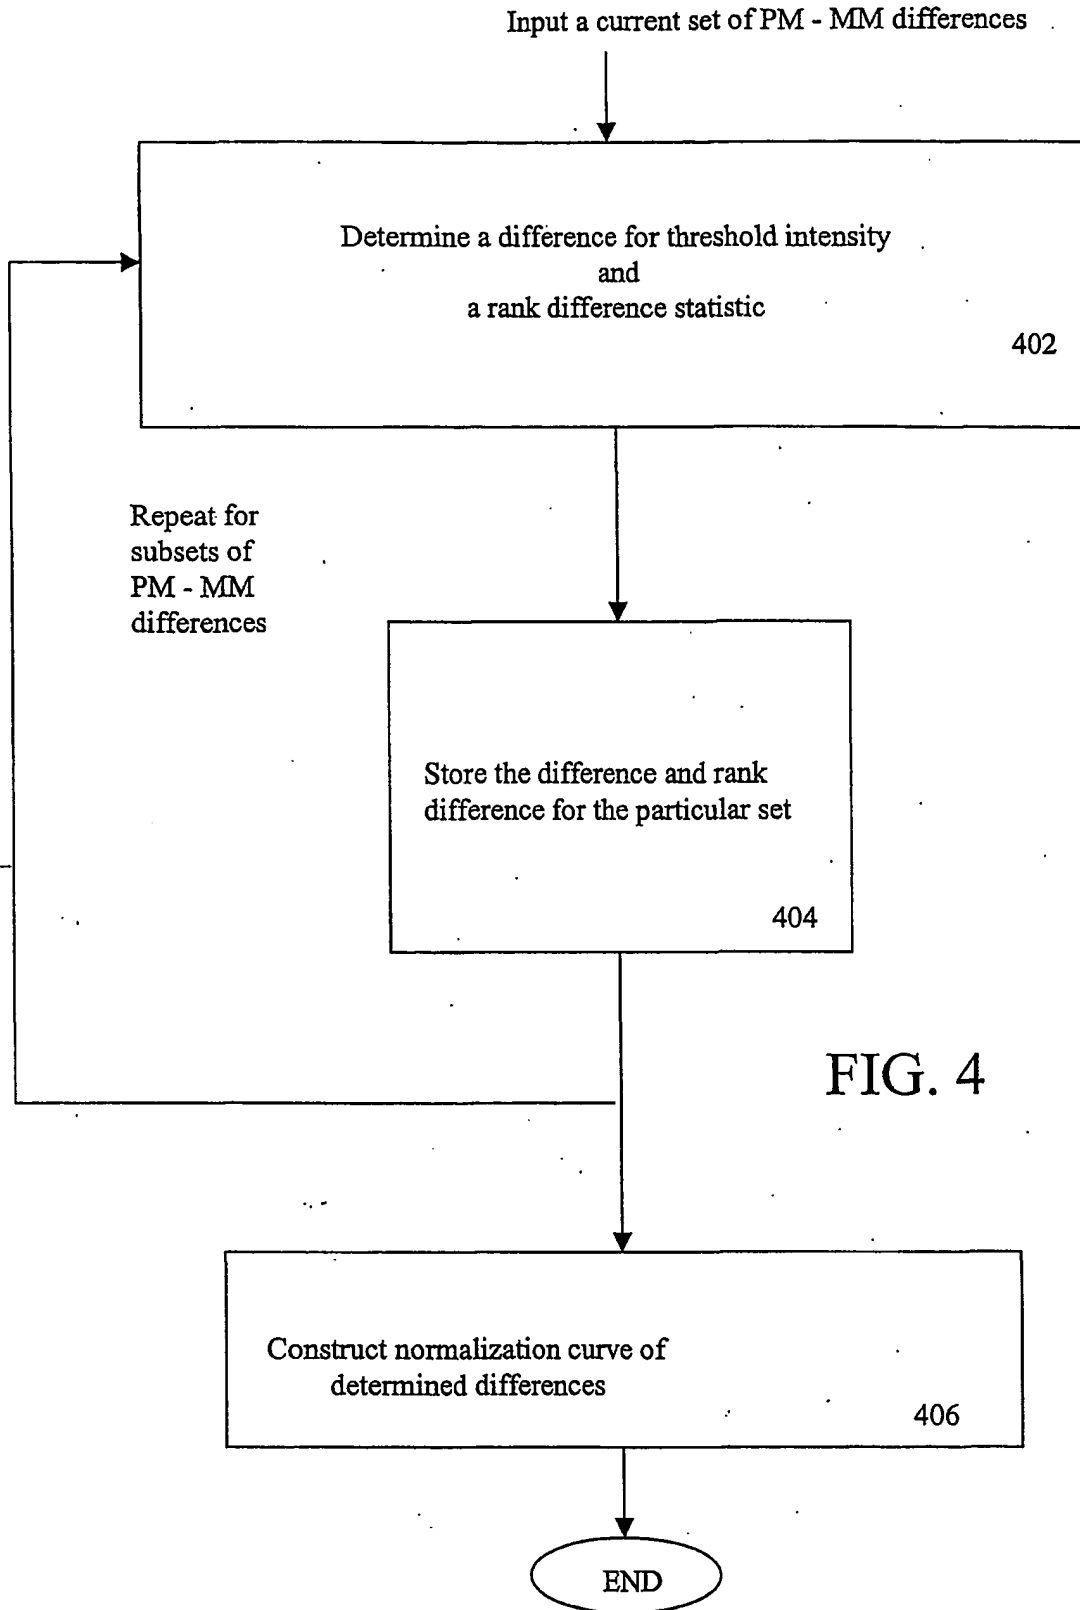 Input a current set of PM - MM differences
Determine a difference for threshold intensity
and
a rank difference statistic
402
Repeat for
subsets of
PM - MM
differences
Store the difference and rank
difference for the particular set
404
FIG. 4
Construct normalization curve of
determined differences
406
END